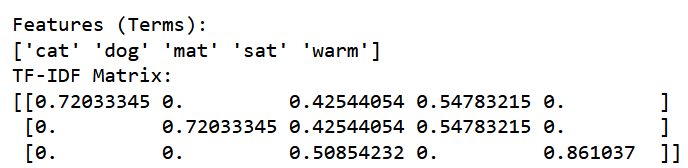 Features (Terms):
['cat' 'dog' 'mat' 'sat' 'warm']
TF-IDF Matrix:
[[0.72033345 0.         0.42544054 0.54783215 0.        ]
 [0.         0.72033345 0.42544054 0.54783215 0.        ]
 [0.         0.         0.50854232 0.         0.861037  ]]